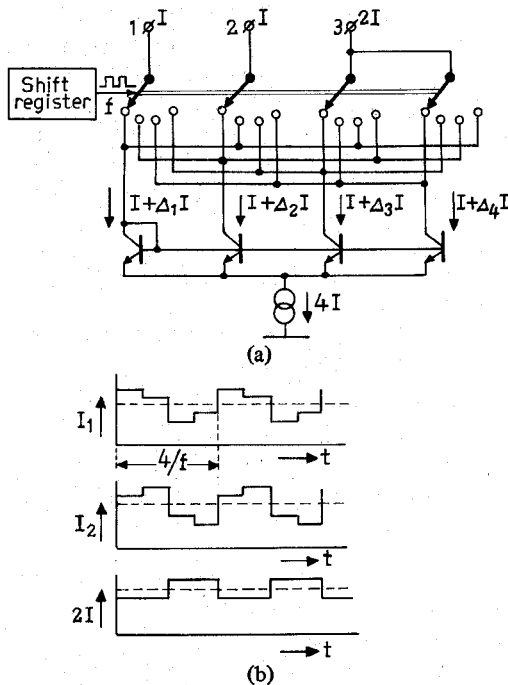 1 I
2 I
3 2I
Shift
register
f
I+Δ₁I
I+Δ₂I
I+Δ₃I
I+Δ₄I
4I
(a)
I₁
t
4/f
I₂
t
2I
t
(b)